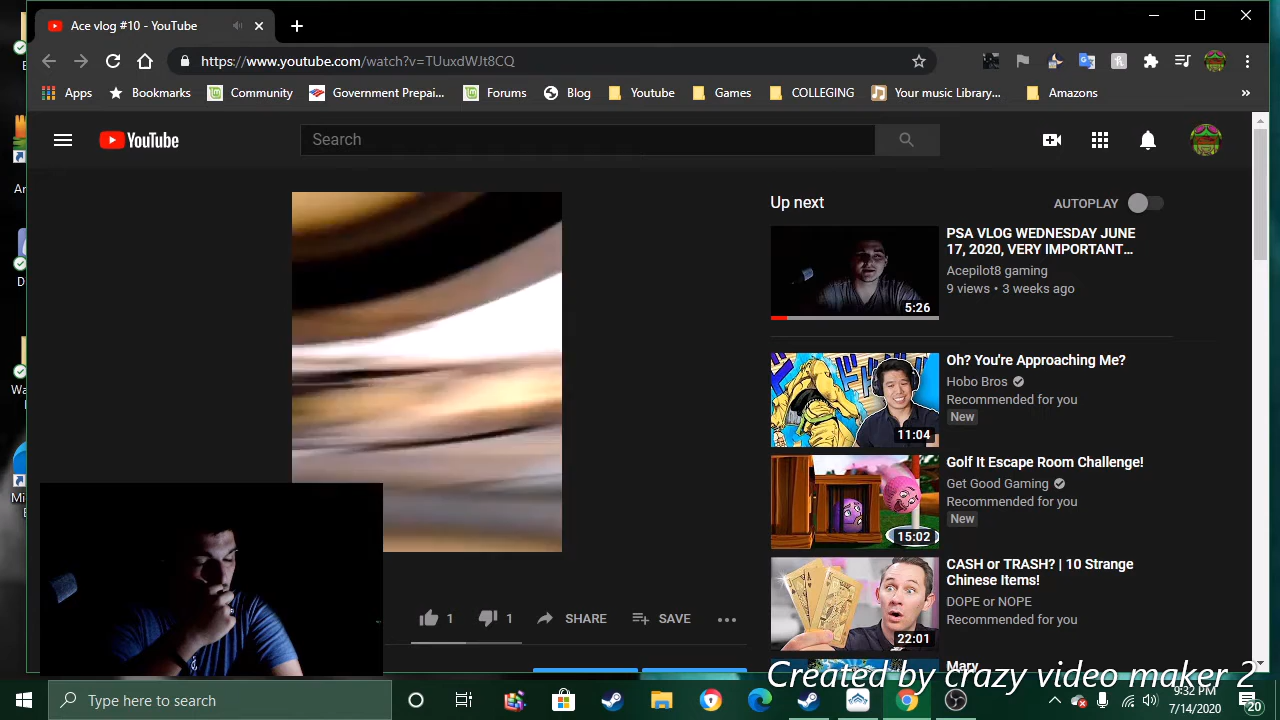 Ace vlog #10 - YouTube
https://www.youtube.com/watch?v=TUuxdWJt8CQ
Apps Bookmarks Community Government Prepai... Forums Blog Youtube Games COLLEGING Your music Library... Amazons »
YouTube
Search
Up next
AUTOPLAY
PSA VLOG WEDNESDAY JUNE
17, 2020, VERY IMPORTANT...
Acepilot8 gaming
9 views • 3 weeks ago
5:26
Oh? You're Approaching Me?
Hobo Bros
Recommended for you
New
11:04
Golf It Escape Room Challenge!
Get Good Gaming
Recommended for you
New
15:02
CASH or TRASH? | 10 Strange
Chinese Items!
DOPE or NOPE
Recommended for you
22:01
1 1 SHARE SAVE
Mary
Created by crazy video maker 2
Type here to search
9:32 PM
7/14/2020
20